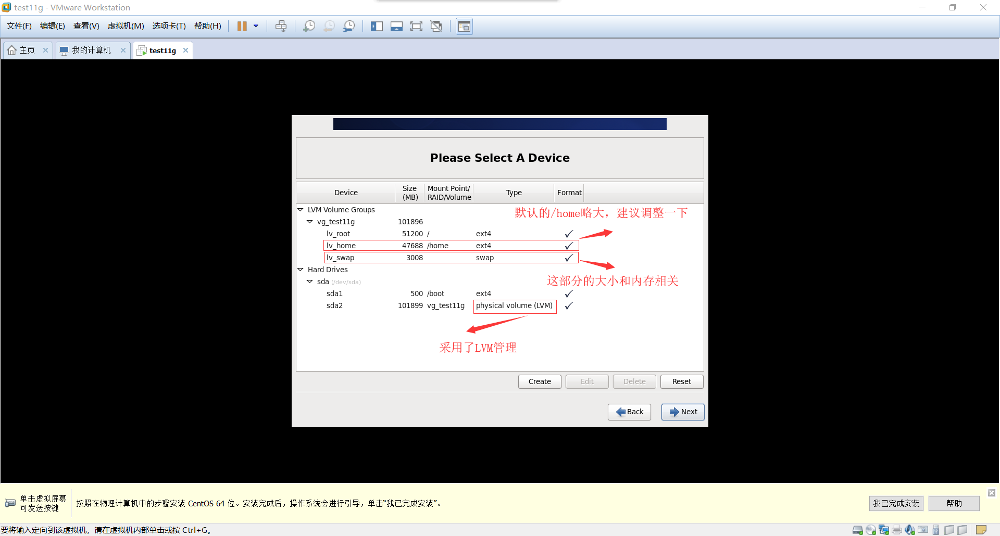 test11g - VMware Workstation
文件(F) 编辑(E) 查看(V) 虚拟机(M) 选项卡(T) 帮助(H)
主页 我的计算机 test11g
Please Select A Device
Device Size (MB) Mount Point/ RAID/Volume Type Format
LVM Volume Groups
默认的/home略大，建议调整一下
vg_test11g 101896
lv_root 51200 / ext4
lv_home 47688 /home ext4
lv_swap 3008 swap
Hard Drives
这部分的大小和内存相关
sda (/dev/sda)
sda1 500 /boot ext4
sda2 101899 vg_test11g physical volume (LVM)
采用了LVM管理
Create Edit Delete Reset
Back Next
单击虚拟屏幕
可发送按键
按照在物理计算机中的步骤安装 CentOS 64 位。安装完成后，操作系统会进行引导，单击“我已完成安装”。
我已完成安装 帮助
要将输入定向到该虚拟机，请在虚拟机内部单击或按 Ctrl+G。